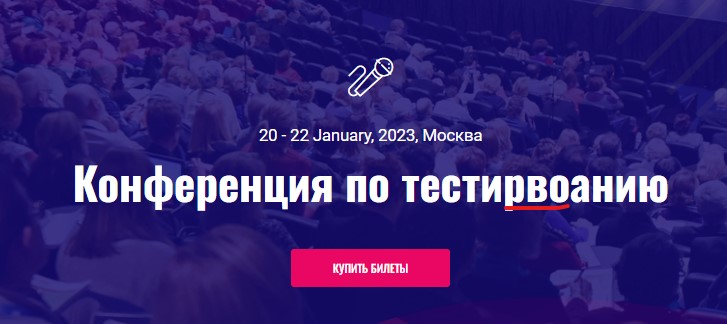 20 - 22 January, 2023, Москва
Конференция по тестирвоанию
КУПИТЬ БИЛЕТЫ